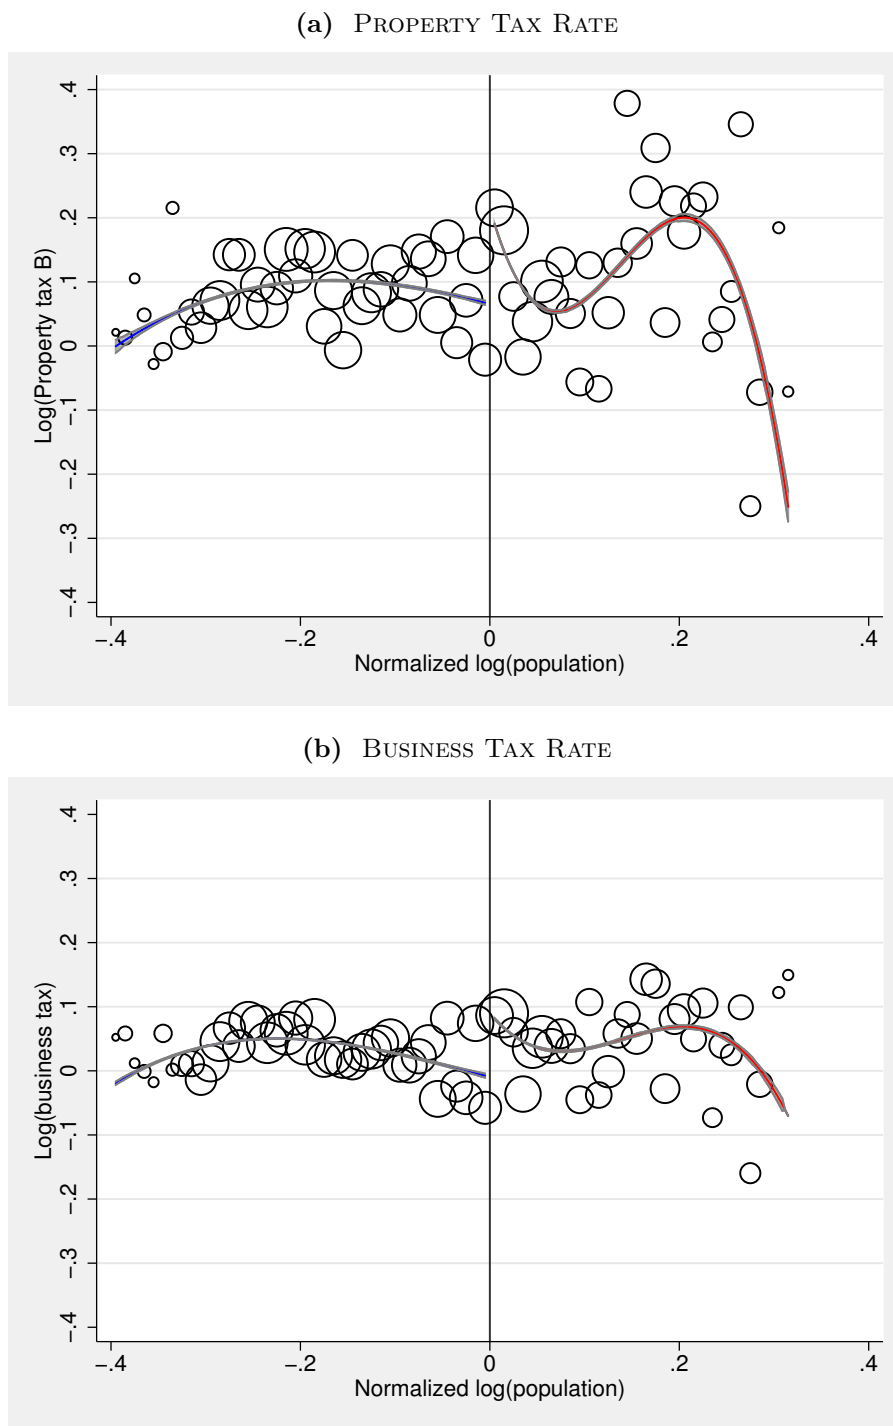 (a) Property Tax Rate
.4
.3
.2
.1
0
-.1
-.2
-.3
-.4
Log(Property tax B)
-.4 -.2 0 .2 .4
Normalized log(population)
(b) Business Tax Rate
.4
.3
.2
.1
0
-.1
-.2
-.3
-.4
Log(business tax)
-.4 -.2 0 .2 .4
Normalized log(population)